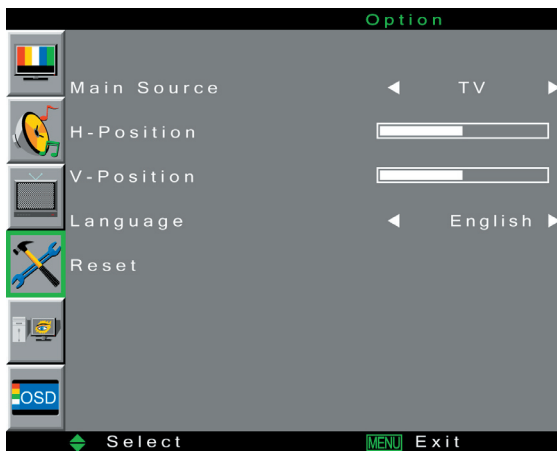 Option
Main Source TV
H-Position
V-Position
Language English
Reset
OSD
Select MENU Exit